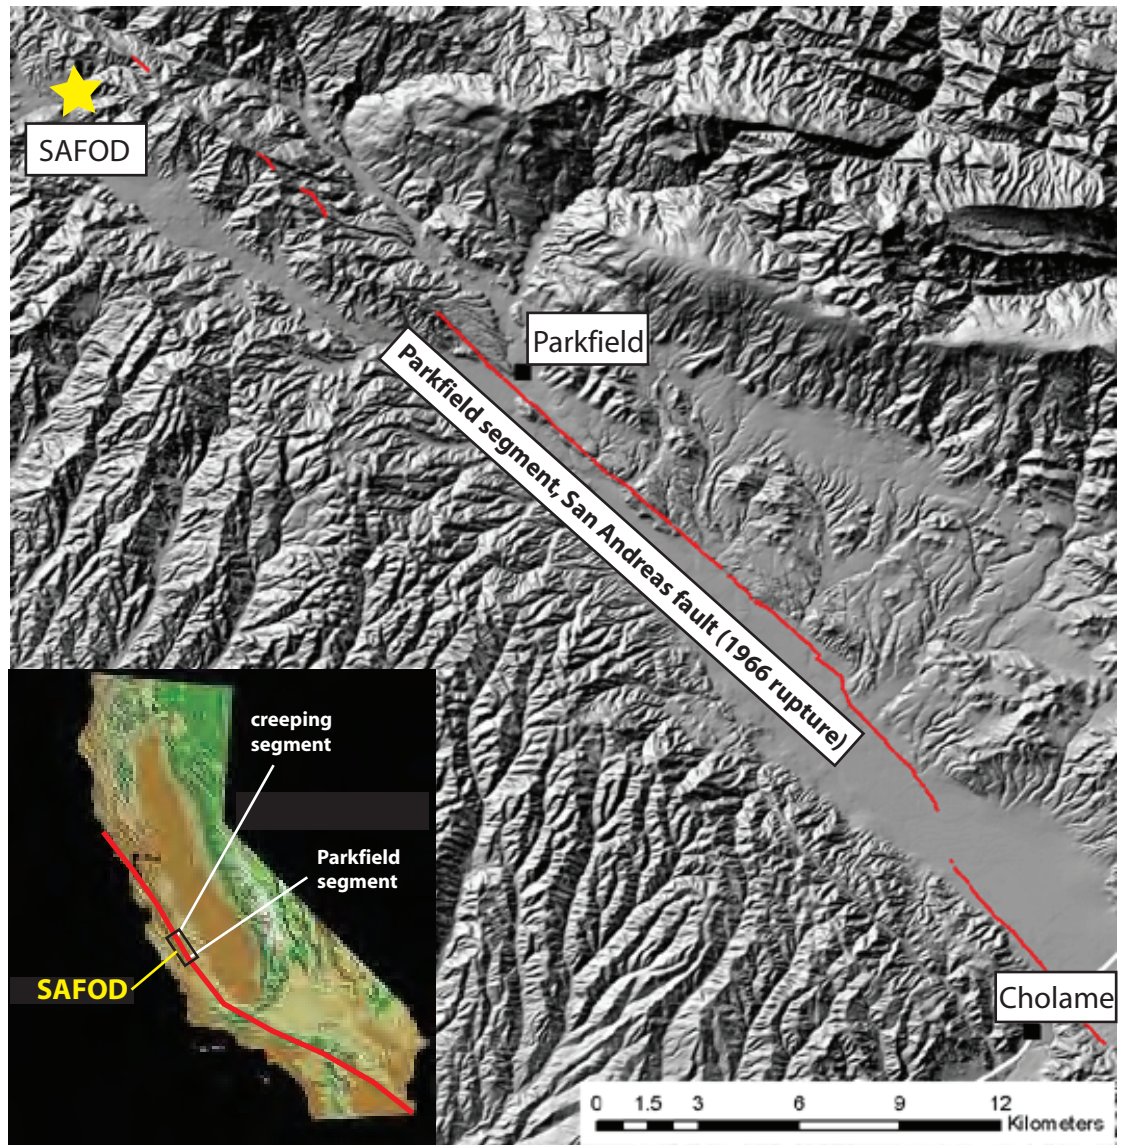 SAFOD
Parkfield
Parkfield segment, San Andreas fault (1966 rupture)
creeping
segment
Parkfield
segment
SAFOD
Cholame
0 1.5 3 6 9 12
Kilometers